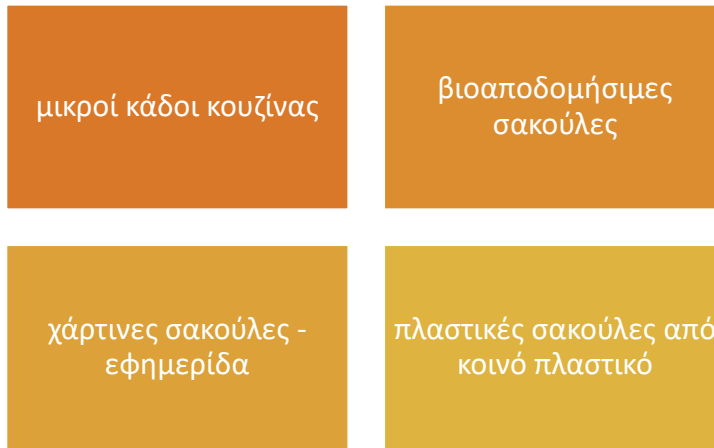 μικροί κάδοι κουζίνας
βιοαποδομήσιμες
σακούλες
χάρτινες σακούλες -
εφημερίδα
πλαστικές σακούλες από
κοινό πλαστικό